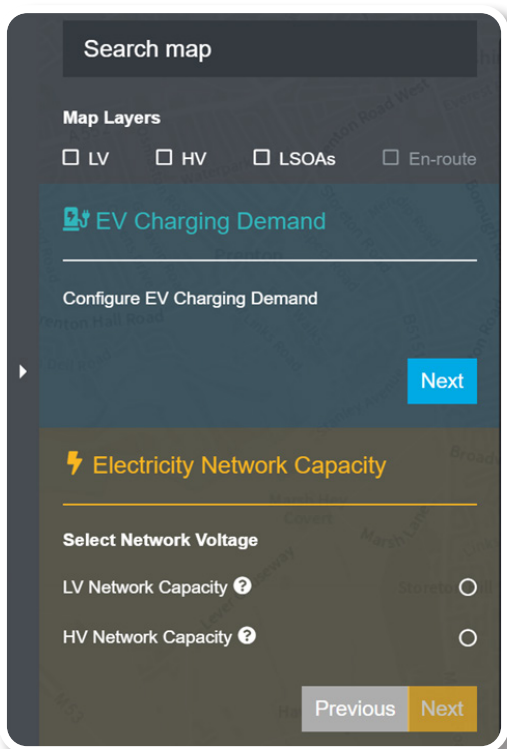 Search map
Map Layers
LV HV LSOAs En-route
EV Charging Demand
Prenton
Configure EV Charging Demand
Next
Electricity Network Capacity
Select Network Voltage
LV Network Capacity ?
HV Network Capacity ?
Previous Next